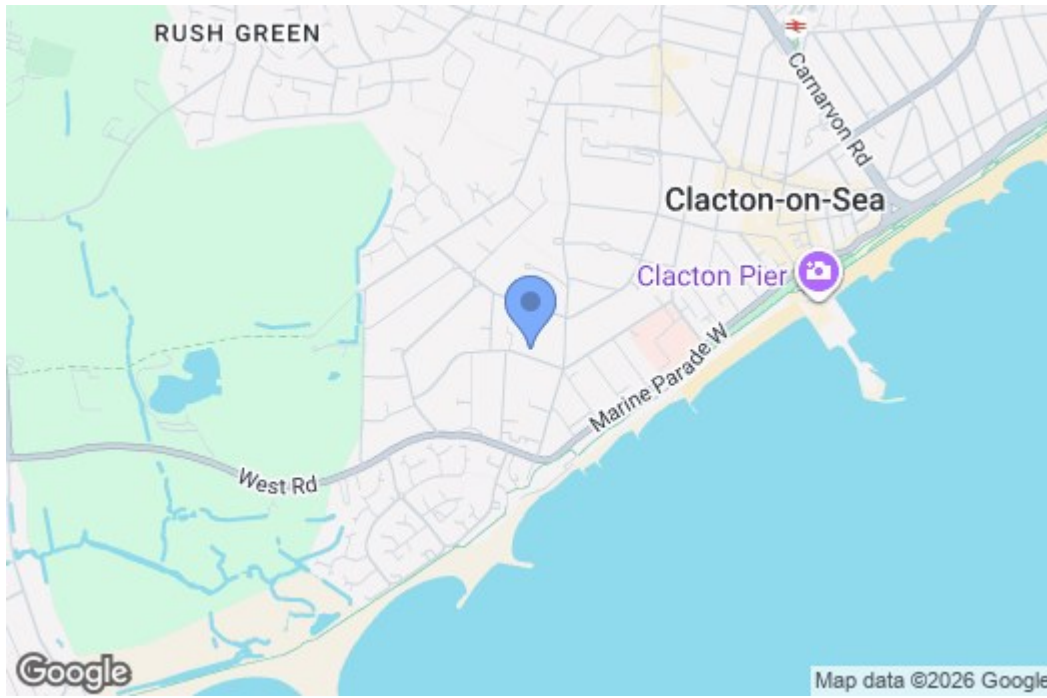 RUSH GREEN
Carnarvon Rd
Clacton-on-Sea
Clacton Pier
Marine Parade W
West Rd
Google
Map data ©2026 Google